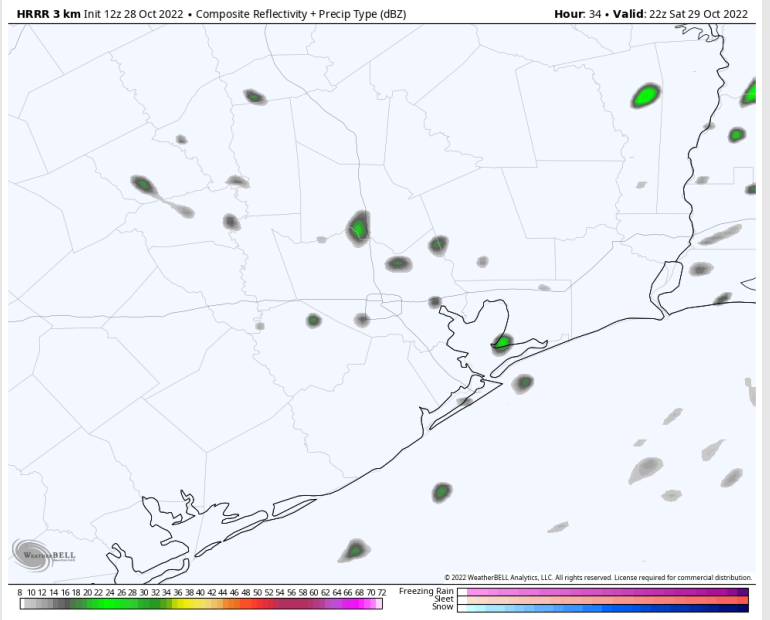 HRRR 3 km Init 12z 28 Oct 2022 • Composite Reflectivity + Precip Type (dBZ)
Hour: 34 • Valid: 22z Sat 29 Oct 2022
WEATHERBELL
© 2022 WeatherBELL Analytics, LLC. All rights reserved. License required for commercial distribution.
8 10 12 14 16 18 20 22 24 26 28 30 32 34 36 38 40 42 44 46 48 50 52 54 56 58 60 62 64 66 68 70 72
Freezing Rain
Sleet
Snow